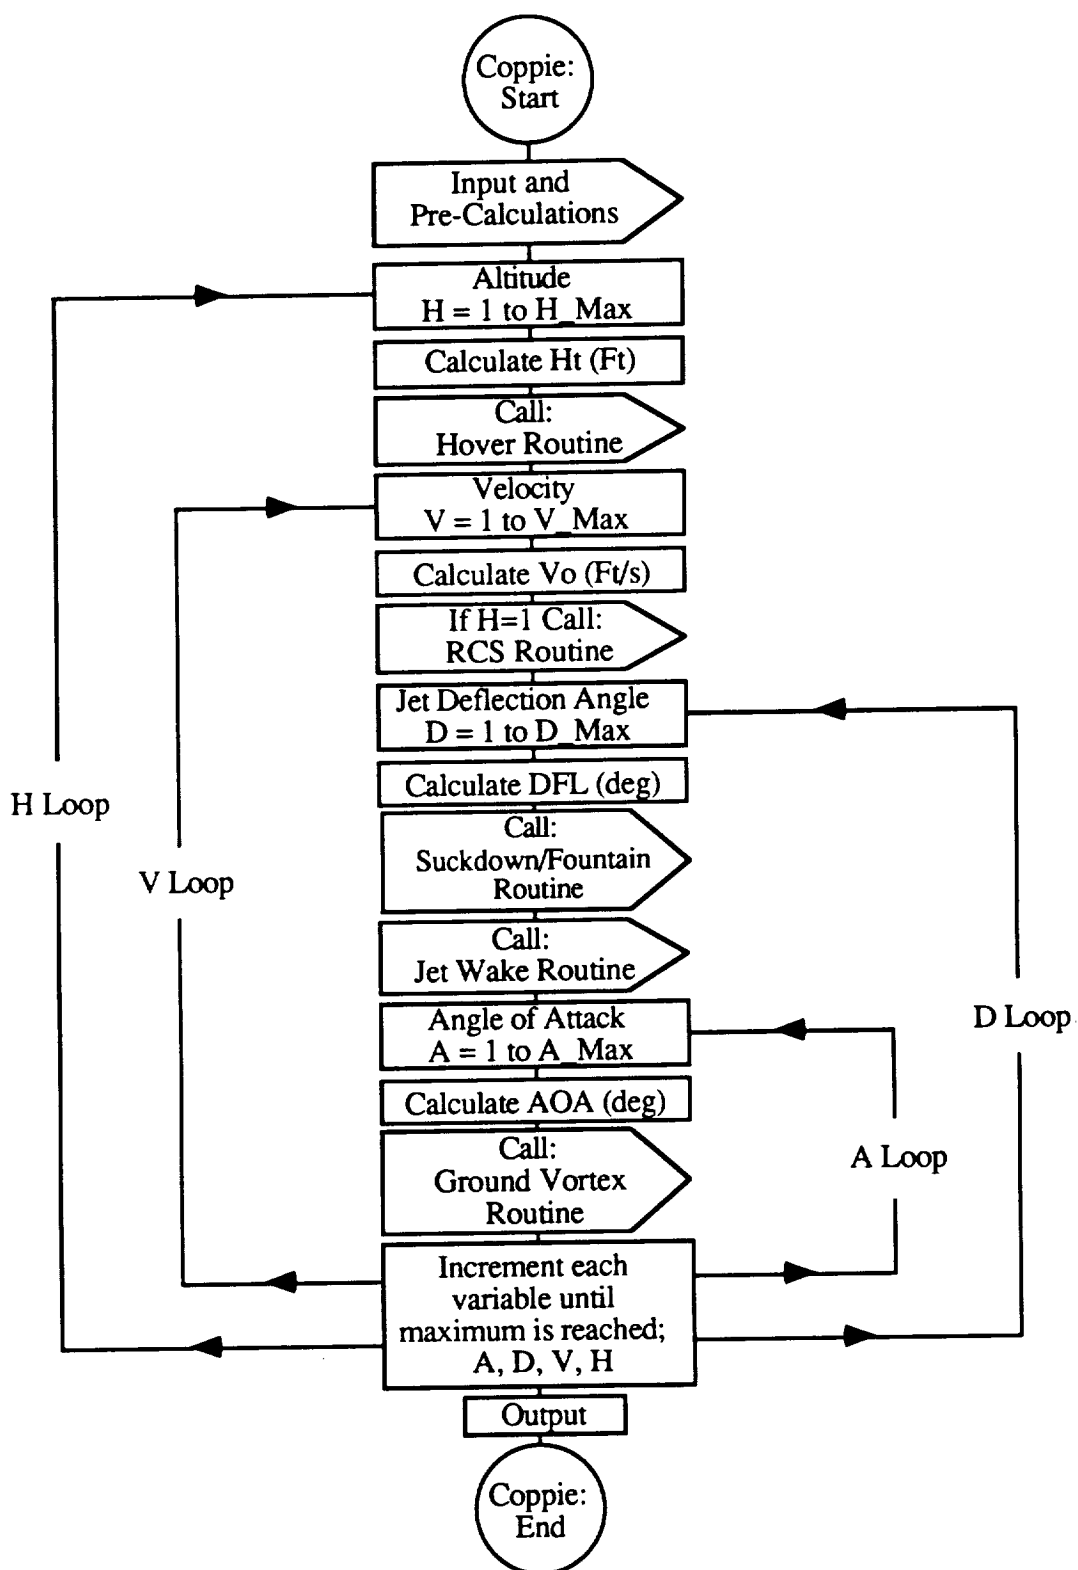 Coppie:
Start
Input and
Pre-Calculations
Altitude
H = 1 to H_Max
Calculate Ht (Ft)
Call:
Hover Routine
Velocity
V = 1 to V_Max
Calculate Vo (Ft/s)
If H=1 Call:
RCS Routine
Jet Deflection Angle
D = 1 to D_Max
Calculate DFL (deg)
H Loop
Call:
Suckdown/Fountain
Routine
V Loop
Call:
Jet Wake Routine
Angle of Attack
A = 1 to A_Max
D Loop
Calculate AOA (deg)
Call:
Ground Vortex
Routine
A Loop
Increment each
variable until
maximum is reached;
A, D, V, H
Output
Coppie:
End